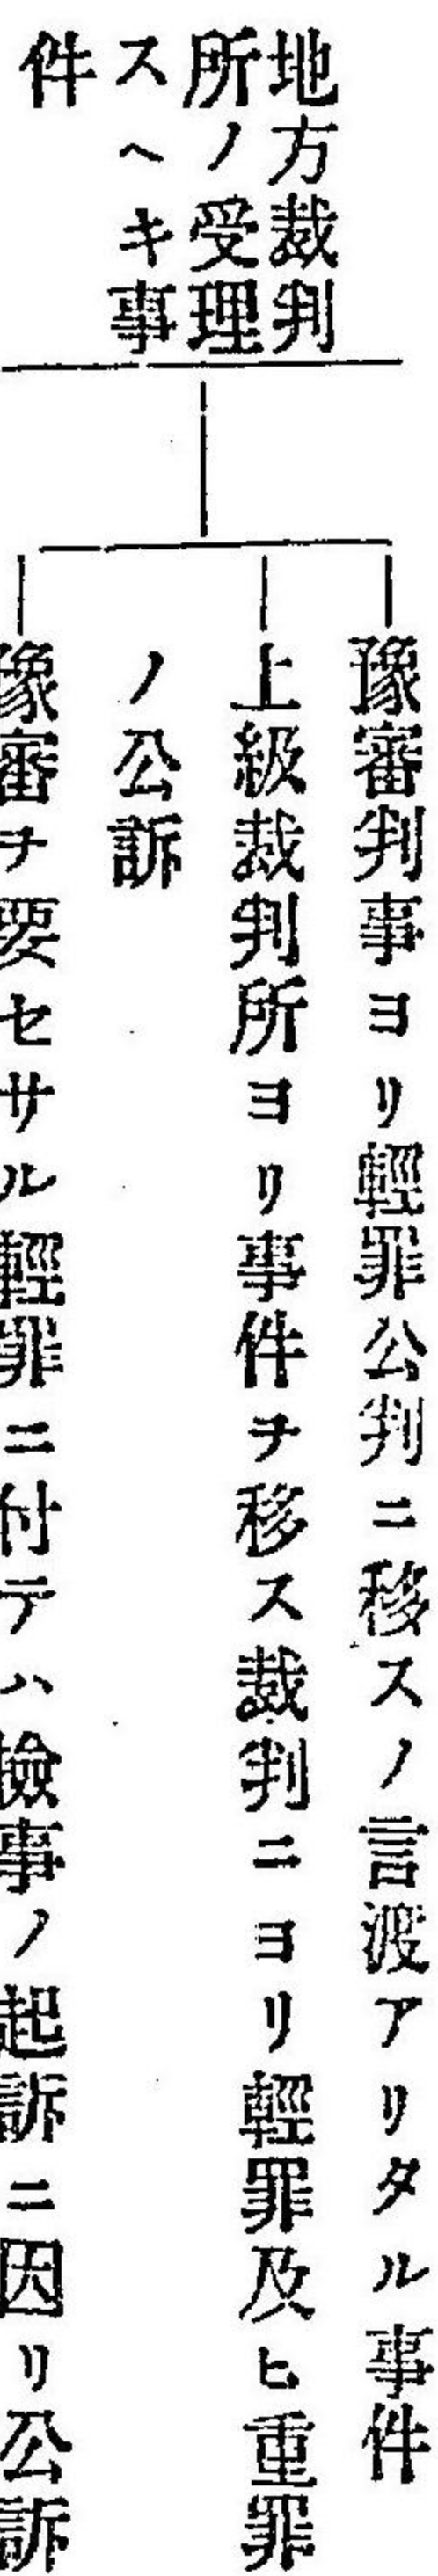 地方裁判
所ノ受理
スヘキ事
件
豫審判事ヨリ輕罪公判ニ移スノ言渡アリタル事件
上級裁判所ヨリ事件ヲ移ス裁判ニヨリ輕罪及ヒ重罪
ノ公訴
豫審ヲ要セサル輕罪ニ付テハ檢事ノ起訴ニ因リ公訴